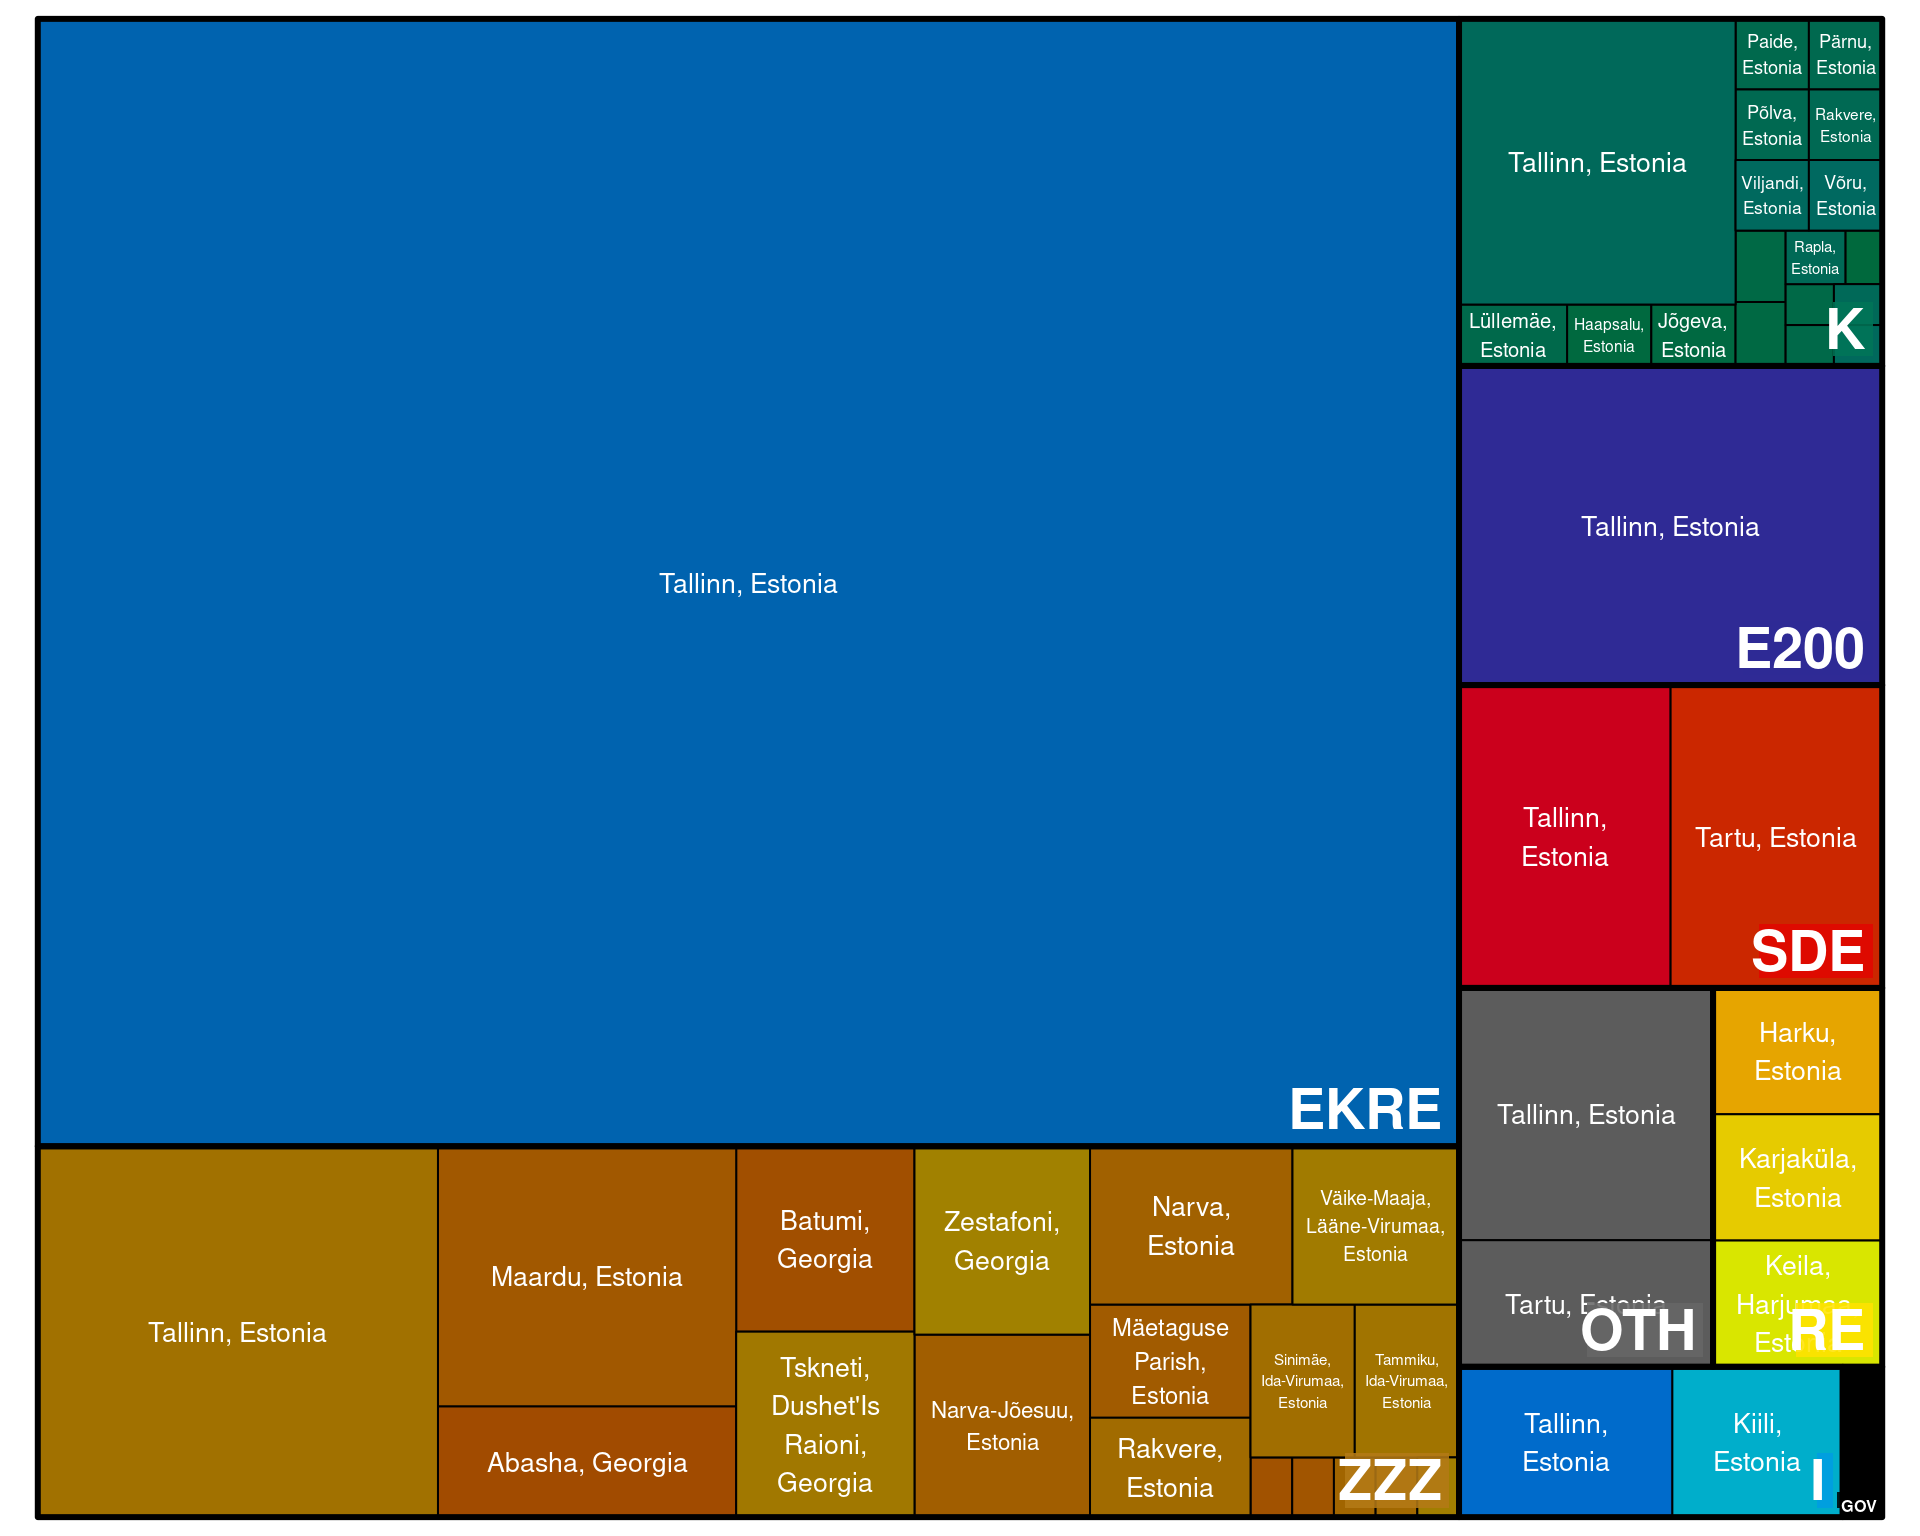 Tallinn, Estonia
EKRE
Tallinn, Estonia
Maardu, Estonia
Abasha, Georgia
Batumi,
Georgia
Tskneti,
Dushet'Is
Raioni,
Georgia
Zestafoni,
Georgia
Narva-Jõesuu,
Estonia
Narva,
Estonia
Väike-Maaja,
Lääne-Virumaa,
Estonia
Mäetaguse
Parish,
Estonia
Rakvere,
Estonia
Sinimäe,
Ida-Virumaa,
Estonia
Tammiku,
Ida-Virumaa,
Estonia
ZZZ
Tallinn, Estonia
Lüllemäe,
Estonia
Haapsalu,
Estonia
Jõgeva,
Estonia
Paide,
Estonia
Pärnu,
Estonia
Põlva,
Estonia
Rakvere,
Estonia
Viljandi,
Estonia
Võru,
Estonia
Rapla,
Estonia
K
Tallinn, Estonia
E200
Tallinn,
Estonia
Tartu, Estonia
SDE
Tallinn, Estonia
Tartu, Estonia
OTH
Harku,
Estonia
Karjaküla,
Estonia
Keila,
Harjumaa,
Estonia
RE
Tallinn,
Estonia
Kiili,
Estonia
I
GOV